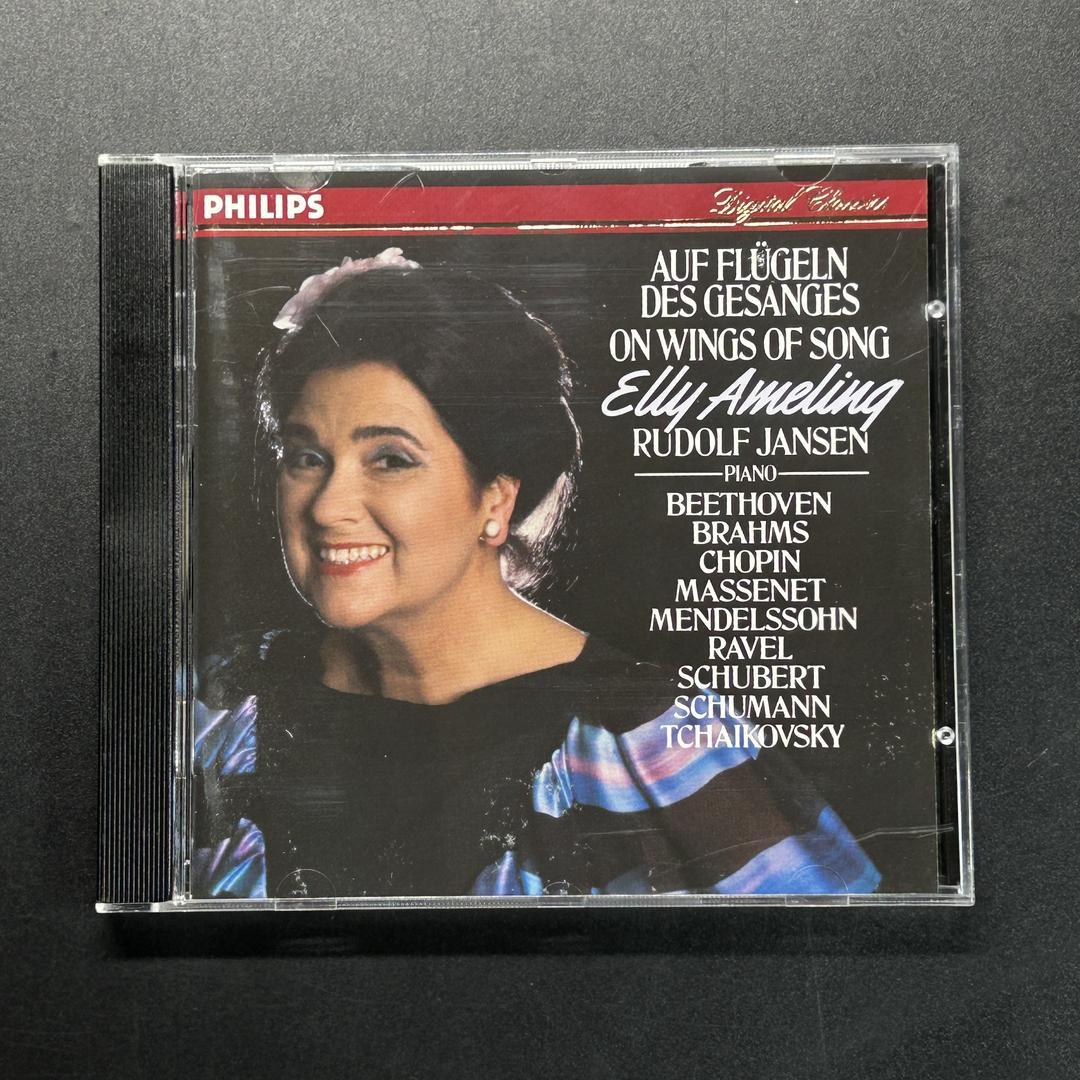 PHILIPS
Digital Classics
AUF FLÜGELN
DES GESANGES
ON WINGS OF SONG
Elly Ameling
RUDOLF JANSEN
PIANO
BEETHOVEN
BRAHMS
CHOPIN
MASSENET
MENDELSSOHN
RAVEL
SCHUBERT
SCHUMANN
TCHAIKOVSKY